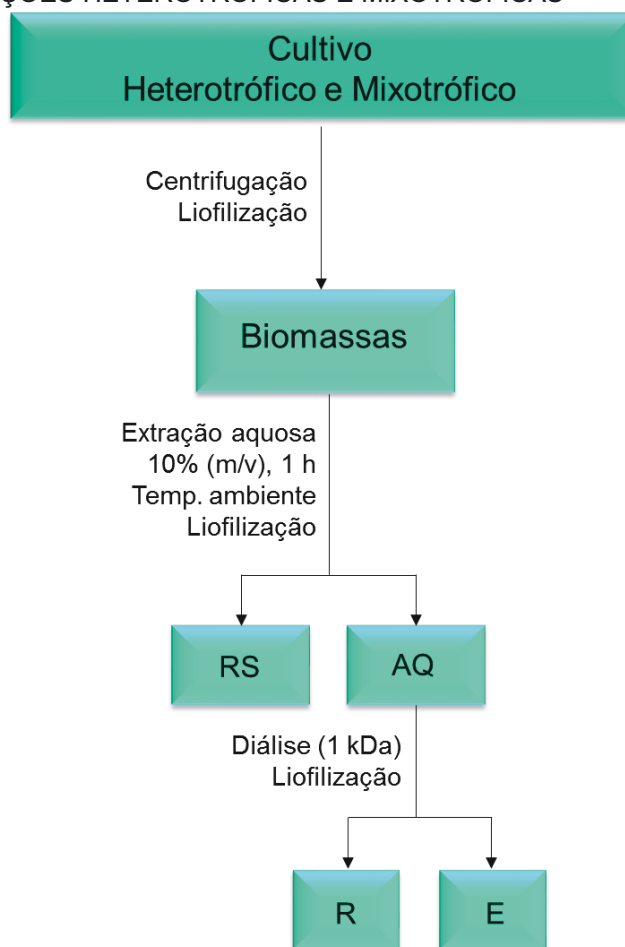 Cultivo
Heterotrófico e Mixotrófico
Centrifugação
Liofilização
Biomassas
Extração aquosa
10% (m/v), 1 h
Temp. ambiente
Liofilização
RS
AQ
Diálise (1 kDa)
Liofilização
R
E